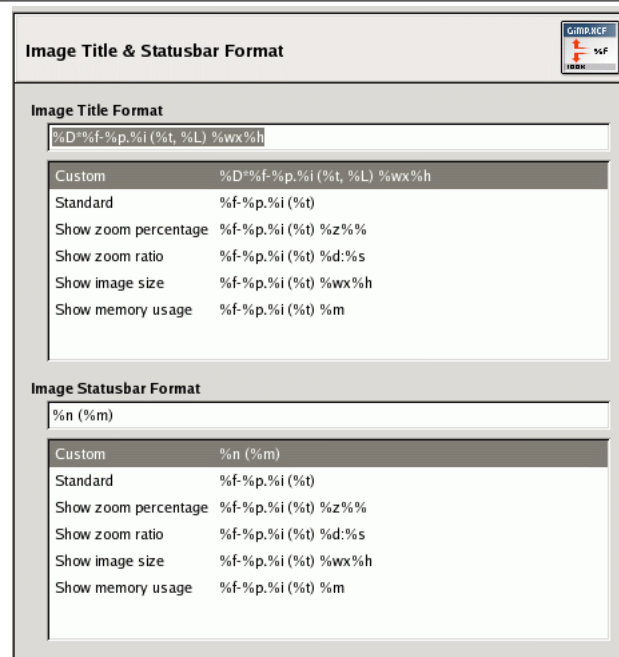 Image Title & Statusbar Format
GIMP.XCF
%F
100K
Image Title Format
%D*%f-%p.%i (%t, %L) %wx%h
Custom %D*%f-%p.%i (%t, %L) %wx%h
Standard %f-%p.%i (%t)
Show zoom percentage %f-%p.%i (%t) %z%%
Show zoom ratio %f-%p.%i (%t) %d:%s
Show image size %f-%p.%i (%t) %wx%h
Show memory usage %f-%p.%i (%t) %m
Image Statusbar Format
%n (%m)
Custom %n (%m)
Standard %f-%p.%i (%t)
Show zoom percentage %f-%p.%i (%t) %z%%
Show zoom ratio %f-%p.%i (%t) %d:%s
Show image size %f-%p.%i (%t) %wx%h
Show memory usage %f-%p.%i (%t) %m